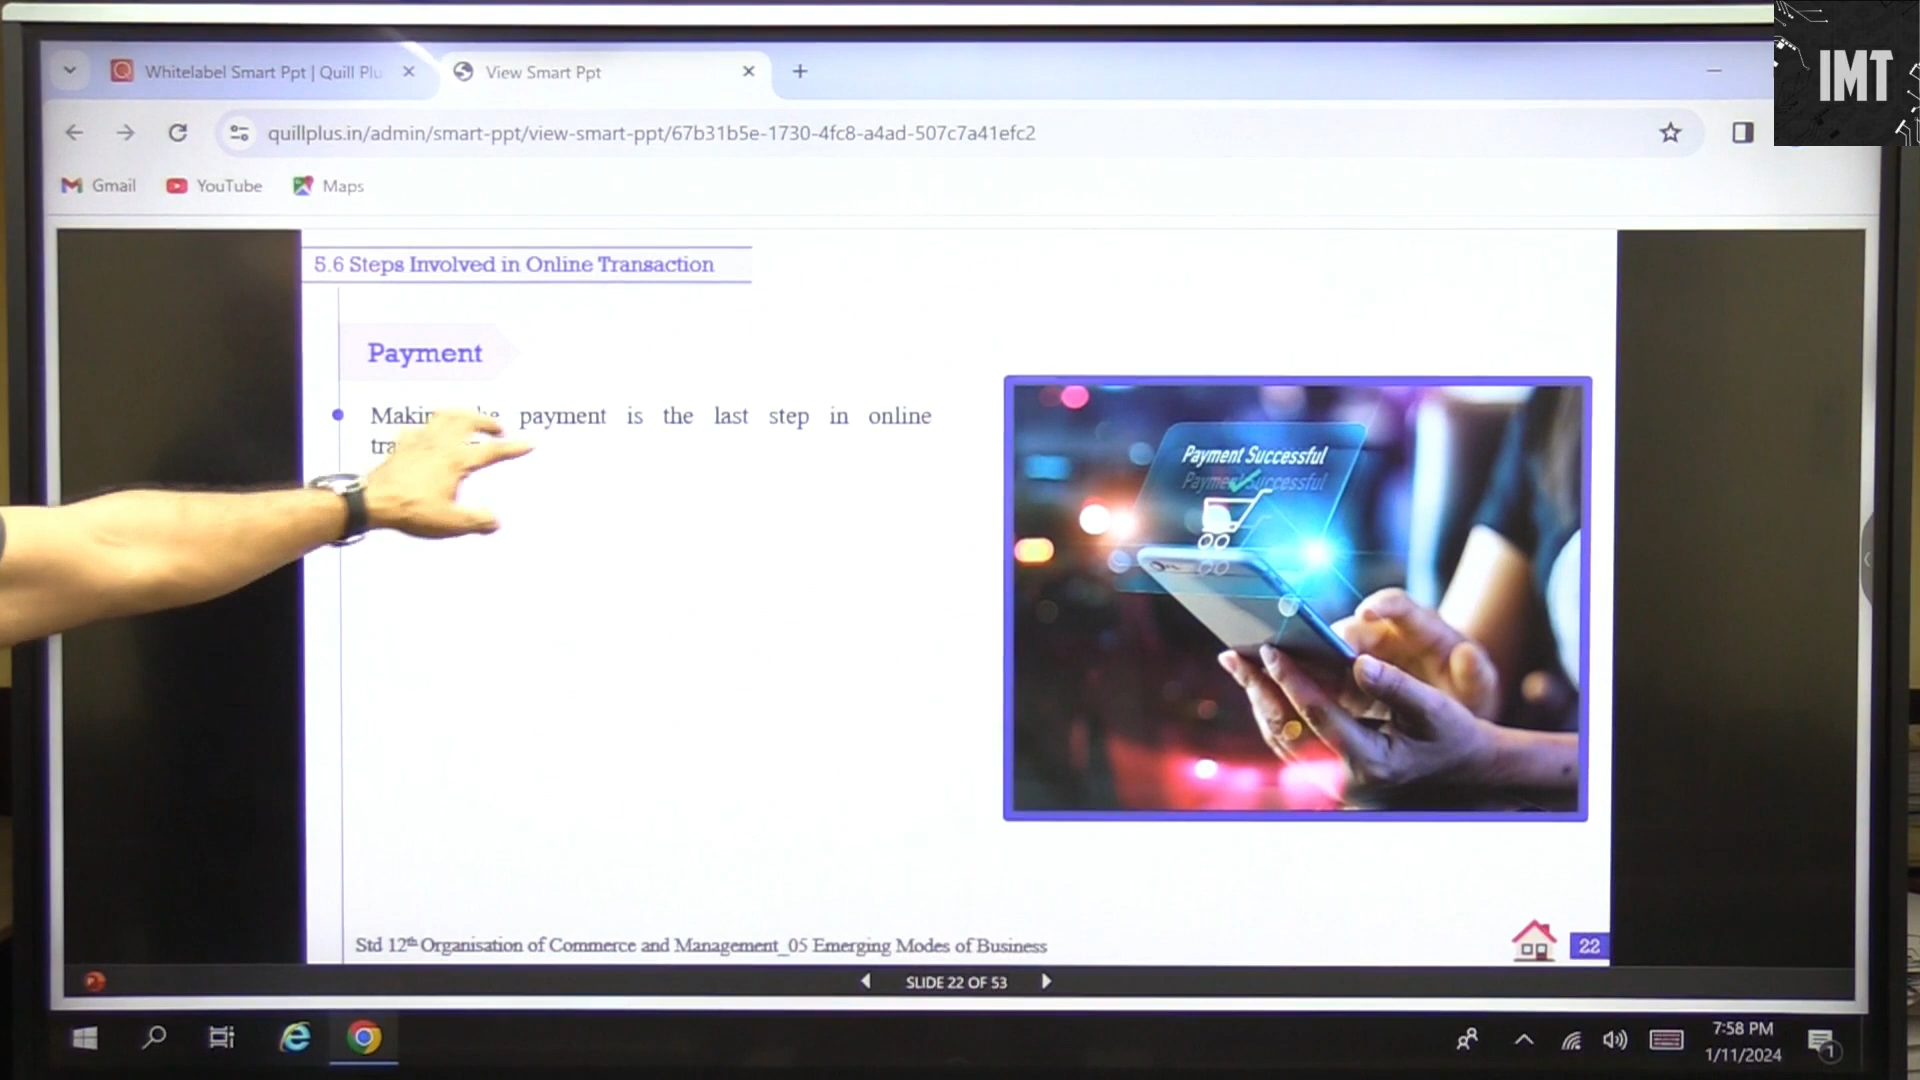 IMT
Whitelabel Smart Ppt | Quill Plu
View Smart Ppt
quillplus.in/admin/smart-ppt/view-smart-ppt/67b31b5e-1730-4fc8-a4ad-507c7a41efc2
Gmail YouTube Maps
5.6 Steps Involved in Online Transaction
Payment
payment is the last step in online
Payment Successful
Payment Successful
Std 12th Organisation of Commerce and Management_05 Emerging Modes of Business
22
SLIDE 22 OF 53
7:58 PM
1/11/2024
1